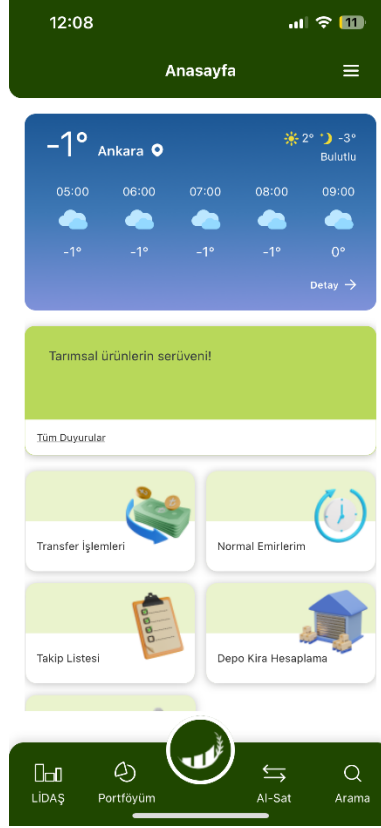 12:08
11
Anasayfa
-1° Ankara
2° -3°
Bulutlu
05:00 06:00 07:00 08:00 09:00
-1° -1° -1° -1° 0°
Detay →
Tarımsal ürünlerin serüveni!
Tüm Duyurular
Transfer İşlemleri
Normal Emirlerim
Takip Listesi
Depo Kira Hesaplama
LİDAŞ Portföyüm Al-Sat Arama